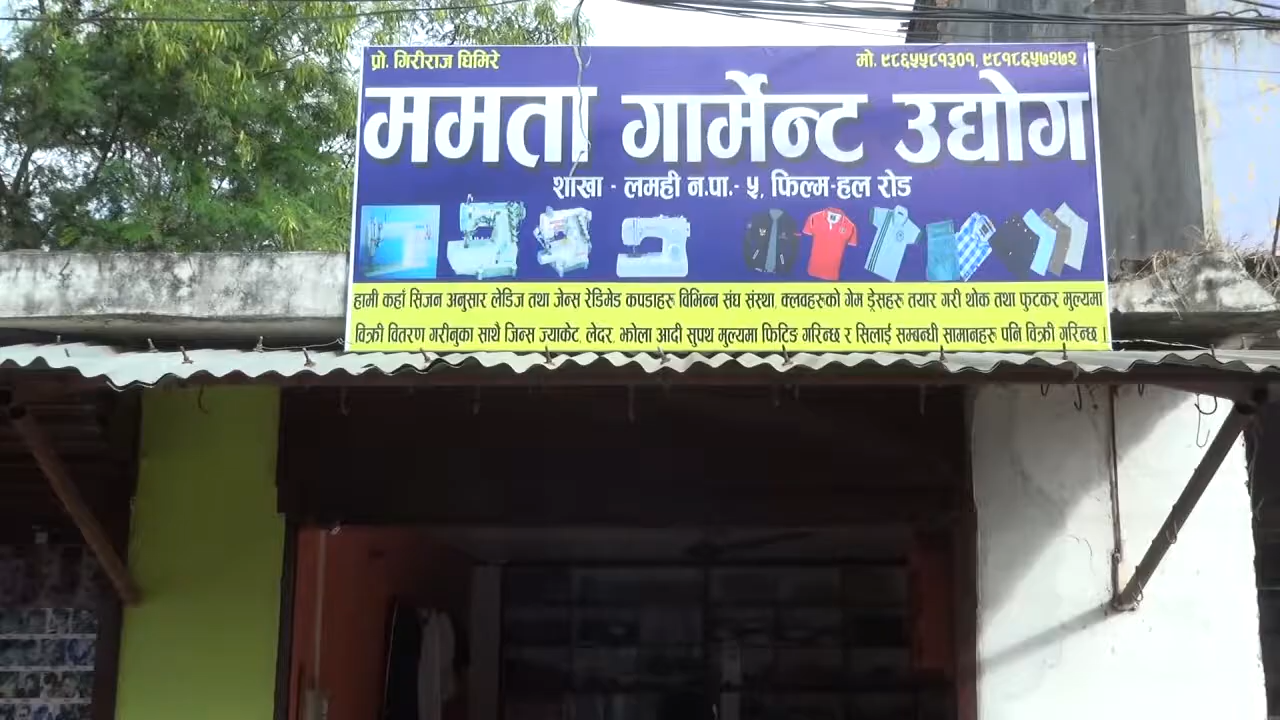 प्रो. गिरीराज घिमिरे
मो. ९८६५५८१३०१, ९८१८६५७२७२ ।
ममता गार्मेन्ट उद्योग
शाखा - लमही न.पा.- ५, फिल्म-हल रोड
हामी कहाँ सिजन अनुसार लेडिज तथा जेन्स रेडिमेड कपडाहरू विभिन्न संघ संस्था, क्लवहरूको गेम ड्रेसहरू तयार गरी थोक तथा फुटकर मुल्यमा
विक्री वितरण गरीनुका साथै जिन्स ज्याकेट, लेदर, झोला आदी सुपथ मुल्यमा फिटिङ गरिन्छ र सिलाई सम्बन्धी सामानहरू पनि विक्री गरिन्छ ।